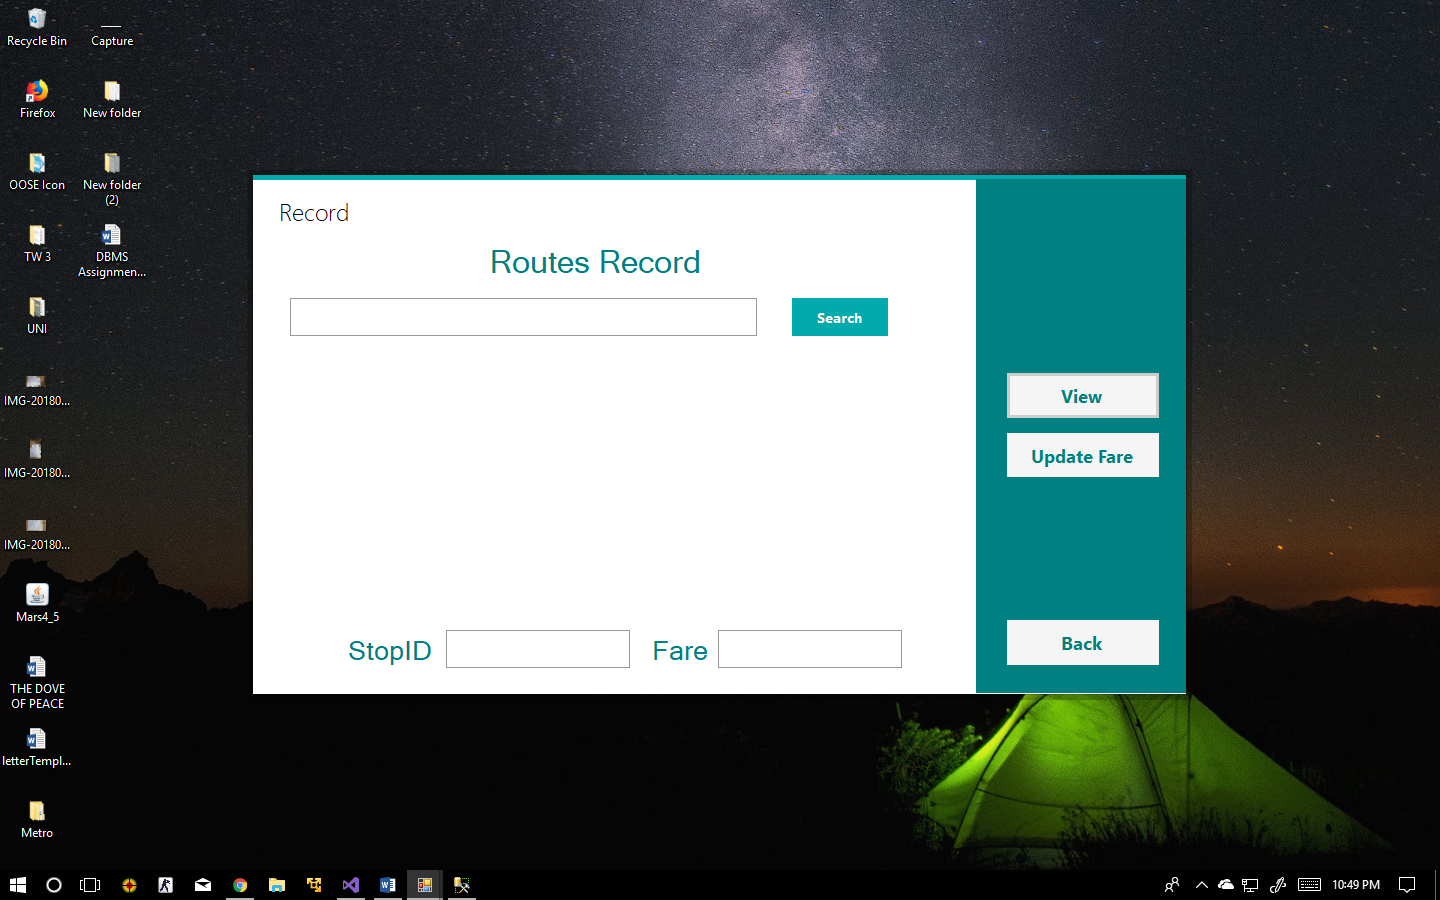 Recycle Bin
Capture
Firefox
New folder
OOSE Icon
New folder
(2)
TW 3
DBMS
Assignmen...
UNI
IMG-20180...
IMG-20180...
IMG-20180...
Mars4_5
THE DOVE
OF PEACE
letterTempl...
Metro
Record
Routes Record
Search
View
Update Fare
StopID
Fare
Back
10:49 PM